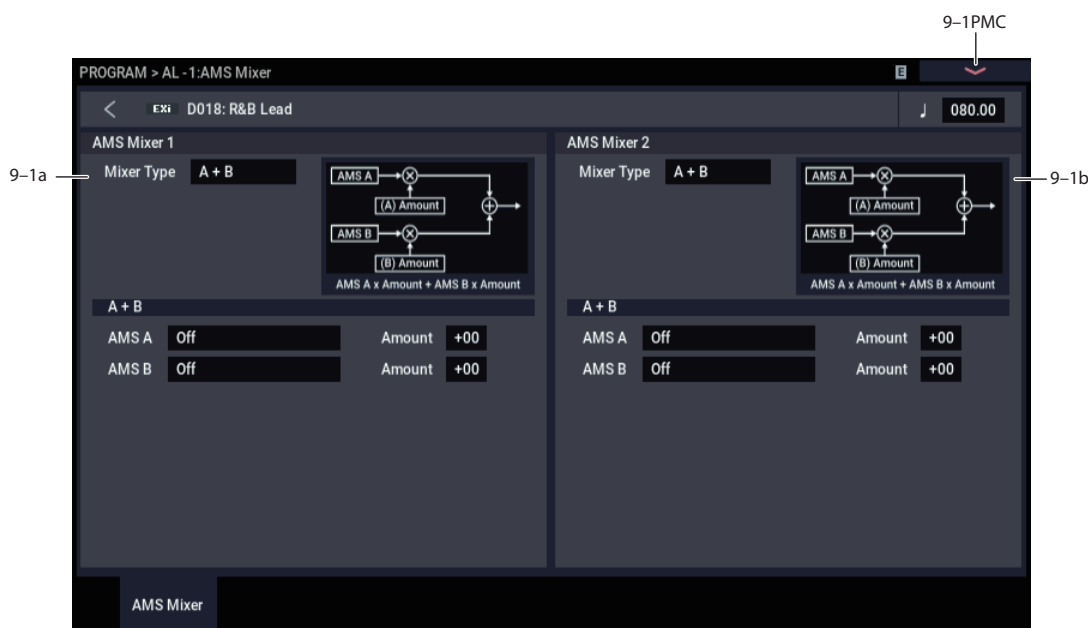 9–1PMC
PROGRAM > AL -1:AMS Mixer
E
EXi D018: R&B Lead
♩ 080.00
AMS Mixer 1
9–1a
Mixer Type A + B
AMS A
(A) Amount
AMS B
(B) Amount
AMS A x Amount + AMS B x Amount
A + B
AMS A Off Amount +00
AMS B Off Amount +00
AMS Mixer 2
Mixer Type A + B
9–1b
AMS A
(A) Amount
AMS B
(B) Amount
AMS A x Amount + AMS B x Amount
A + B
AMS A Off Amount +00
AMS B Off Amount +00
AMS Mixer